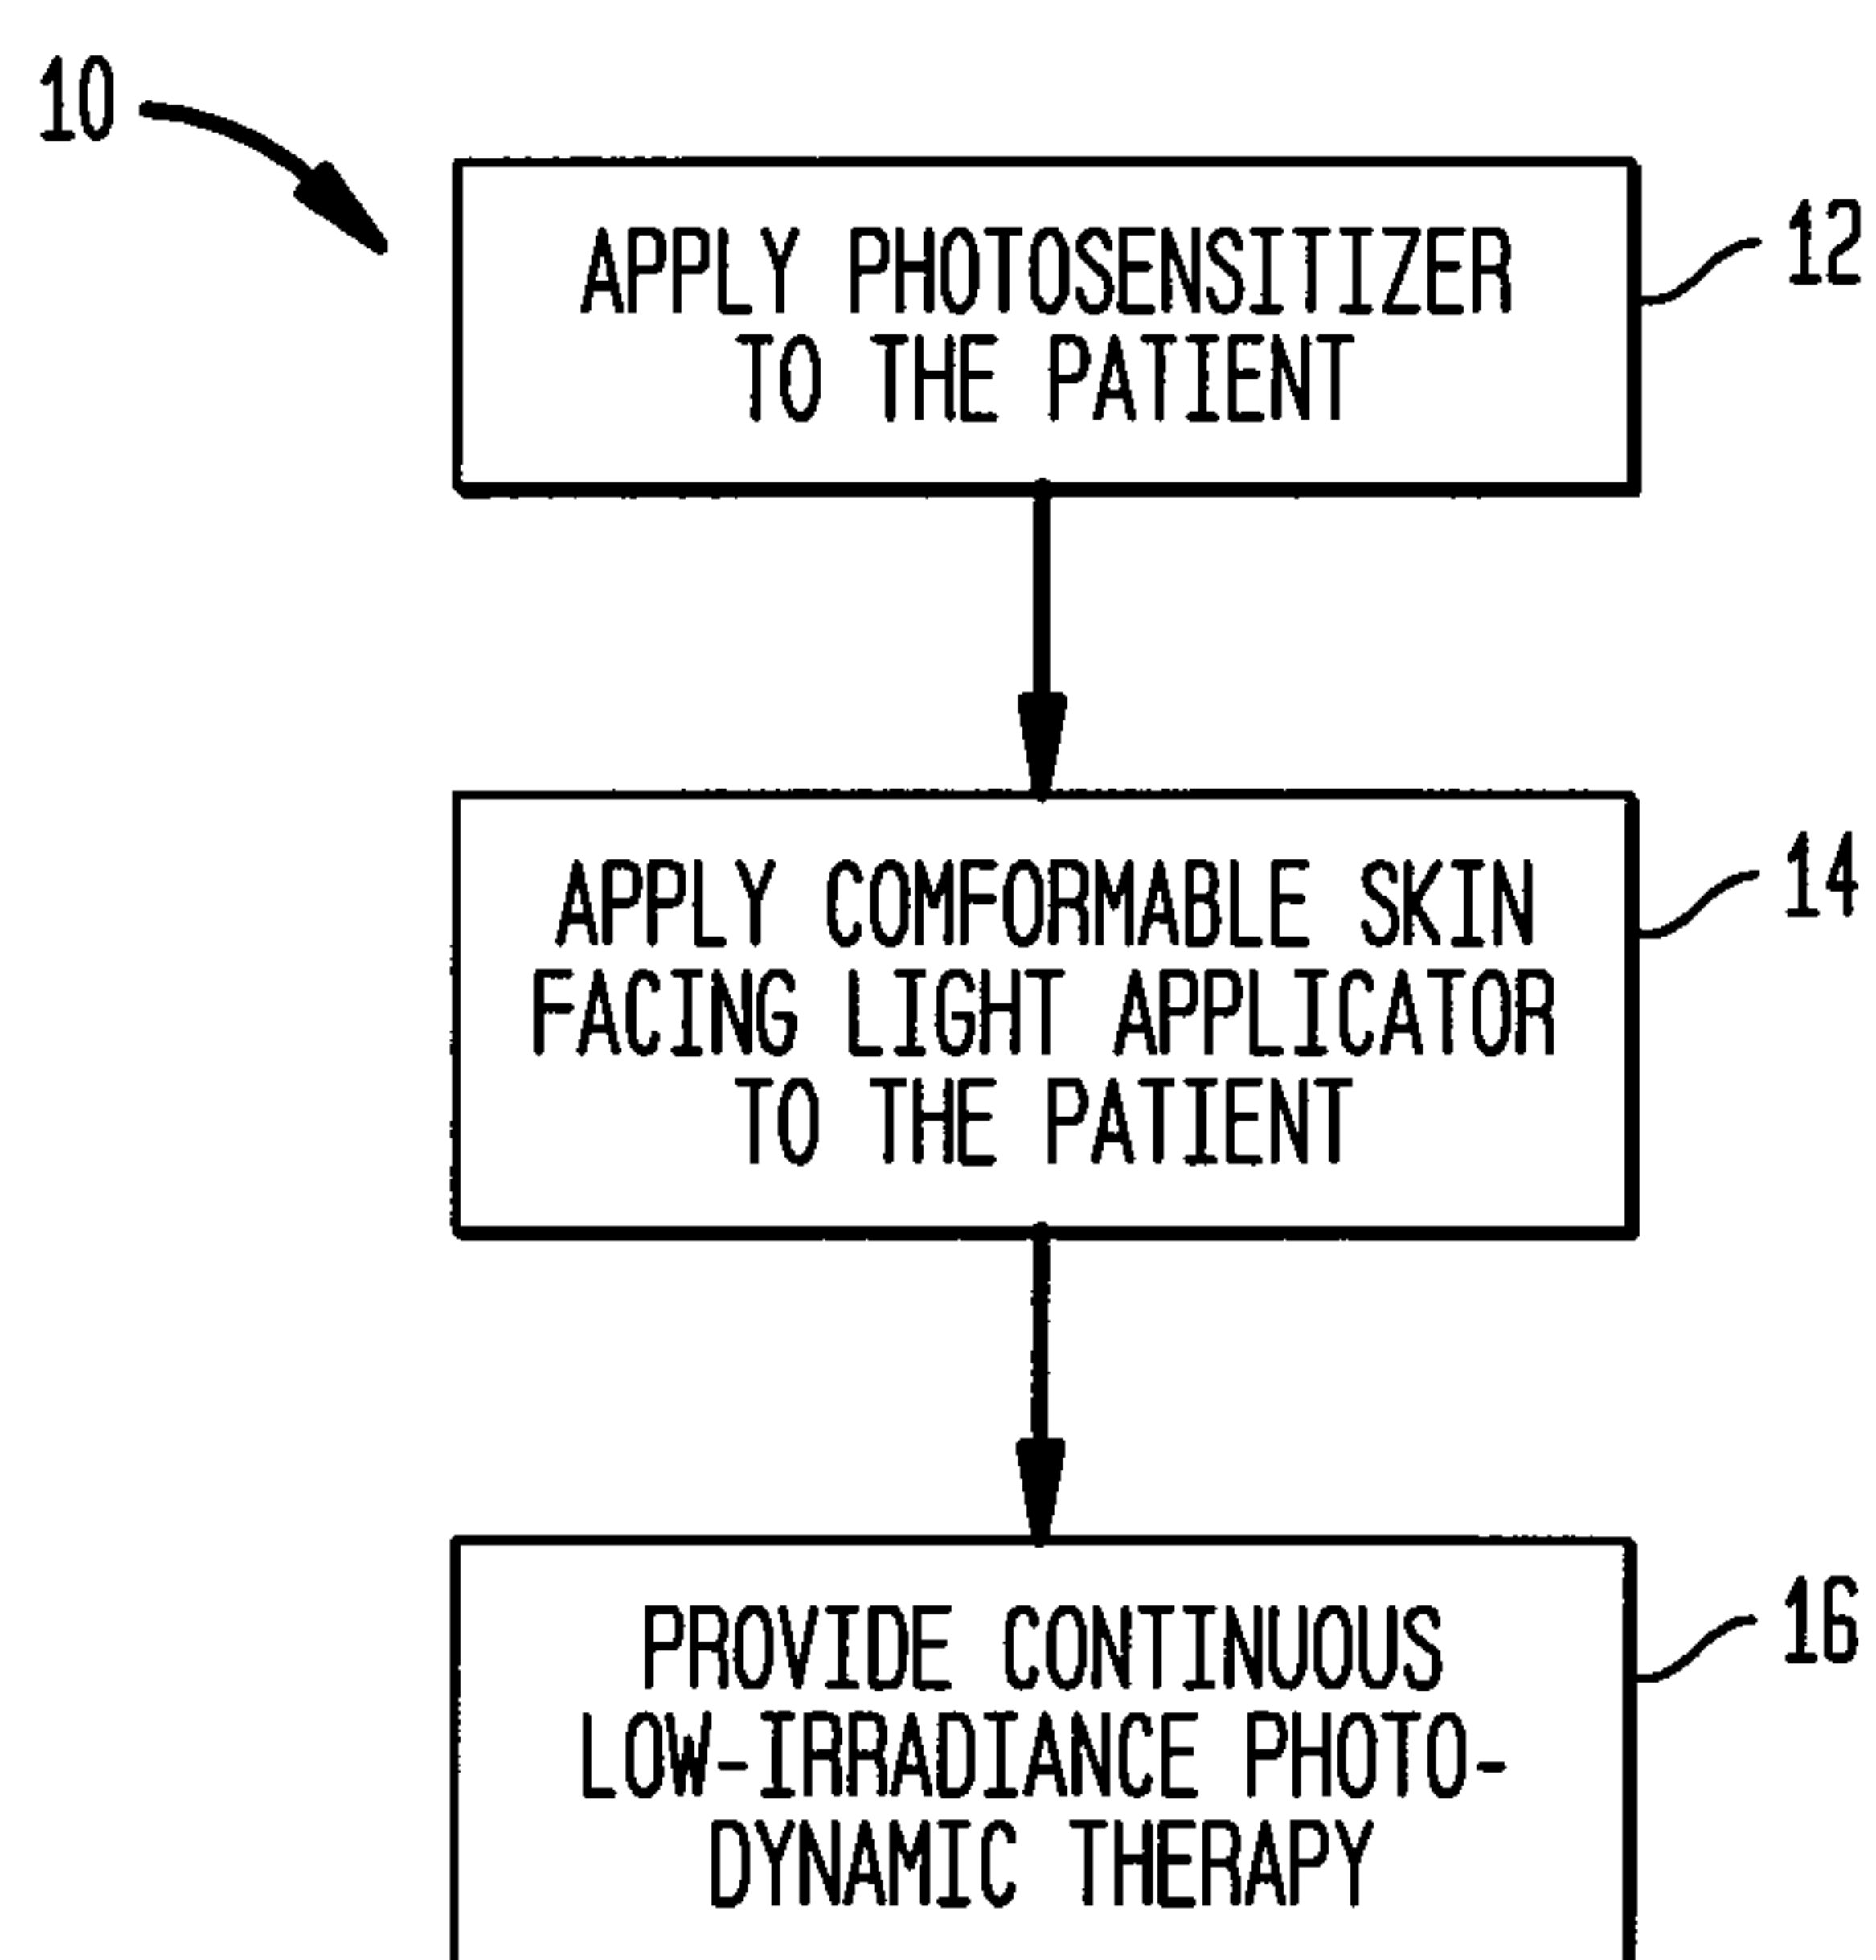 10
APPLY PHOTOSENSITIZER
TO THE PATIENT
12
APPLY COMFORMABLE SKIN
FACING LIGHT APPLICATOR
TO THE PATIENT
14
PROVIDE CONTINUOUS
LOW-IRRADIANCE PHOTO-
DYNAMIC THERAPY
16